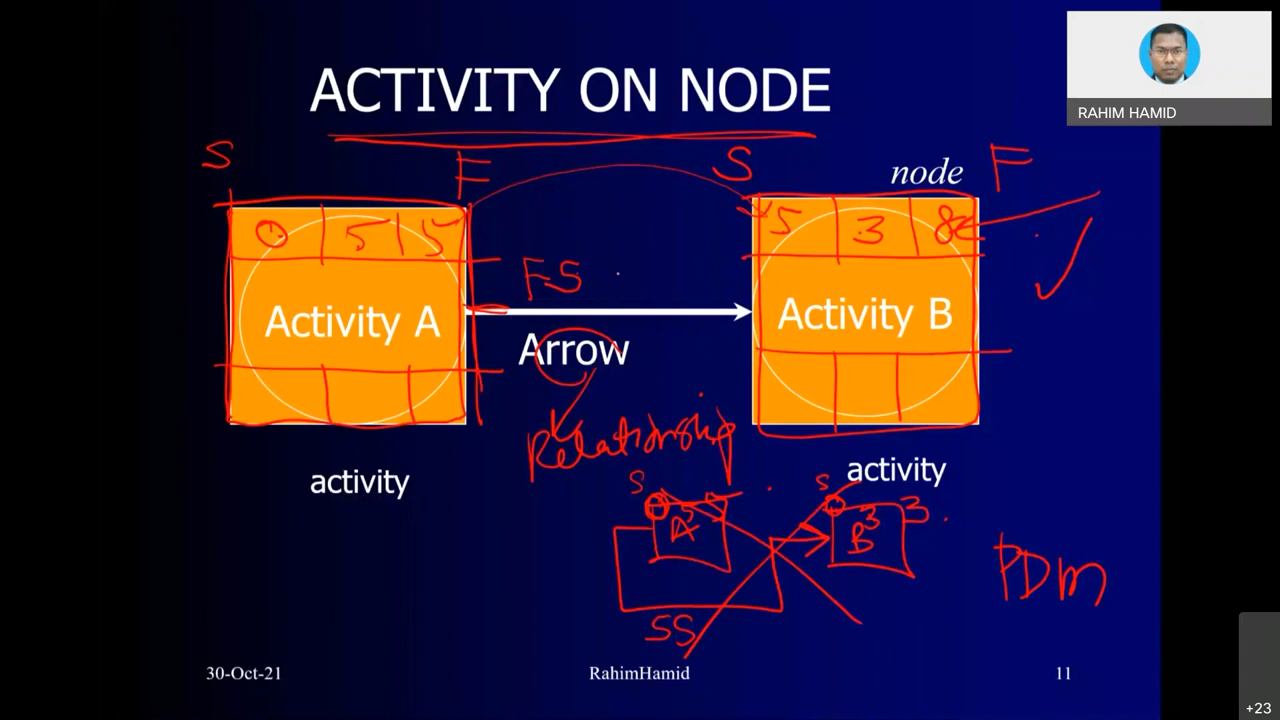 ACTIVITY ON NODE
RAHIM HAMID
S
F
S
node
F
0 5 5
5 3 8
FS
Activity A
Activity B
Arrow
Relationship
activity
activity
S
S
A 5
B 3
3
PDM
SS
30-Oct-21
RahimHamid
11
+23